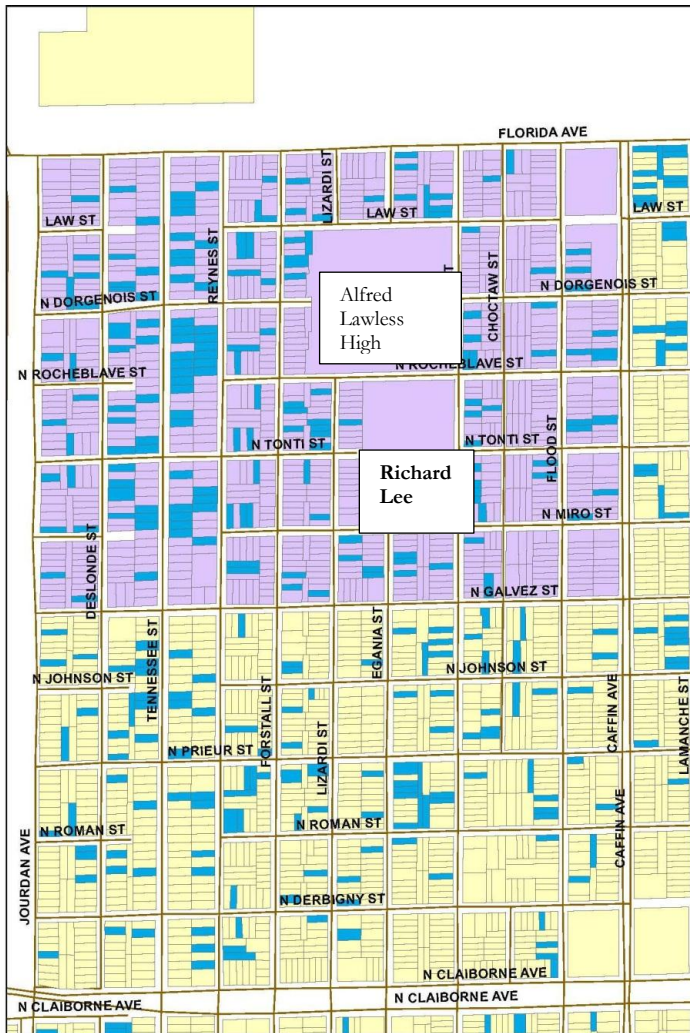 FLORIDA AVE
LIZARDI ST
LAW ST
LAW ST
LAW ST
REYNES ST
CHOCTAW ST
N DORGENOIS ST
N DORGENOIS ST
Alfred
Lawless
High
N ROCHEBLAVE ST
N ROCHEBLAVE ST
N TONTI ST
N TONTI ST
FLOOD ST
Richard
Lee
N MIRO ST
DESLONDE ST
N GALVEZ ST
EGANIA ST
N JOHNSON ST
N JOHNSON ST
TENNESSEE ST
FORSTALL ST
CAFFIN AVE
LAMANCHE ST
N PRIEUR ST
LIZARDI ST
N ROMAN ST
N ROMAN ST
CAFFIN AVE
JOURDAN AVE
N DERBIGNY ST
N CLAIBORNE AVE
N CLAIBORNE AVE
N CLAIBORNE AVE